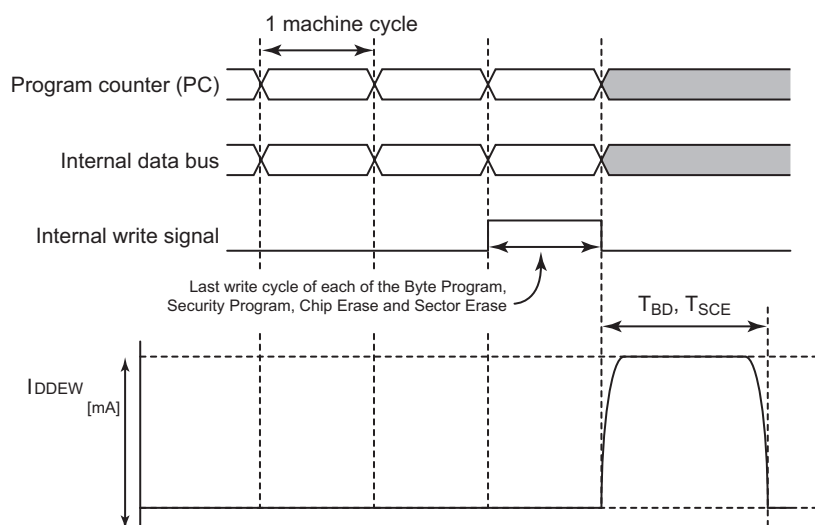 1 machine cycle
Program counter (PC)
Internal data bus
Internal write signal
Last write cycle of each of the Byte Program,
Security Program, Chip Erase and Sector Erase
TBD, TSCE
IDDEW
[mA]